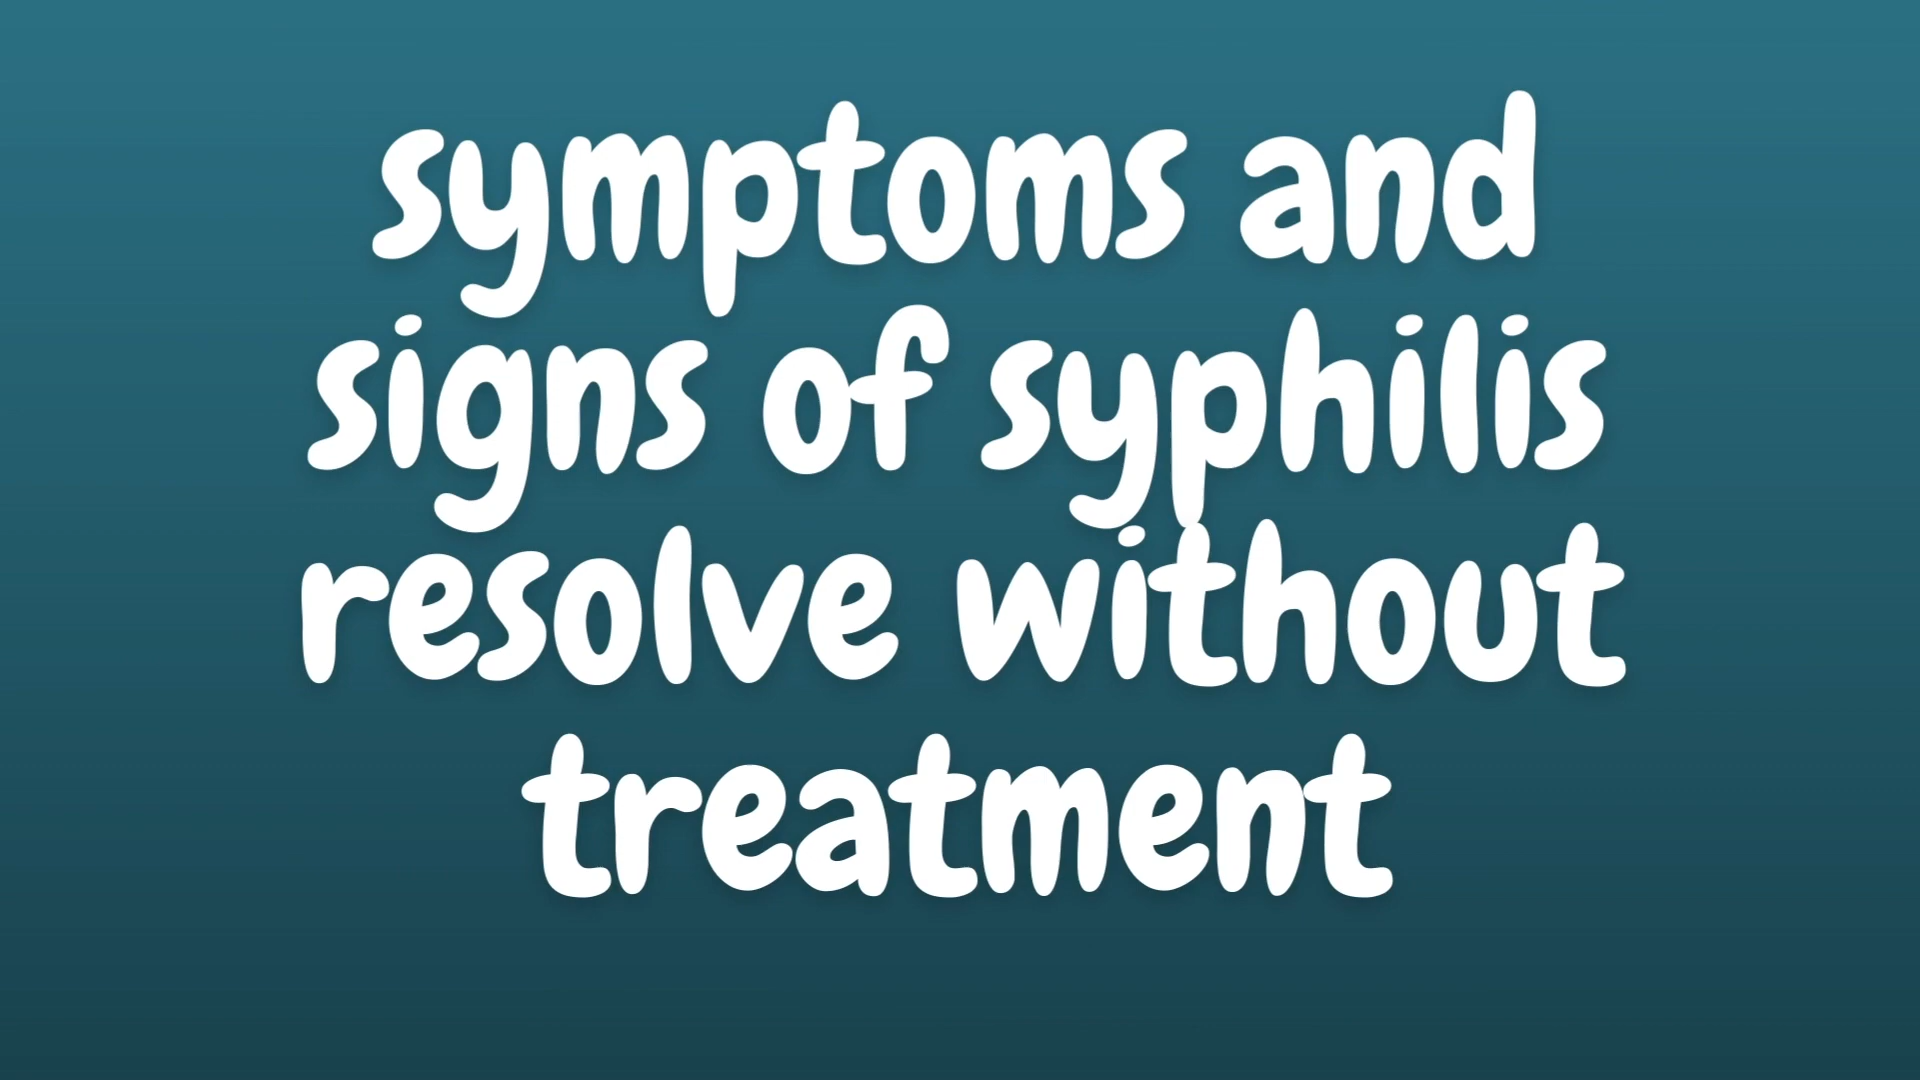 symptoms and
signs of syphilis
resolve without
treatment